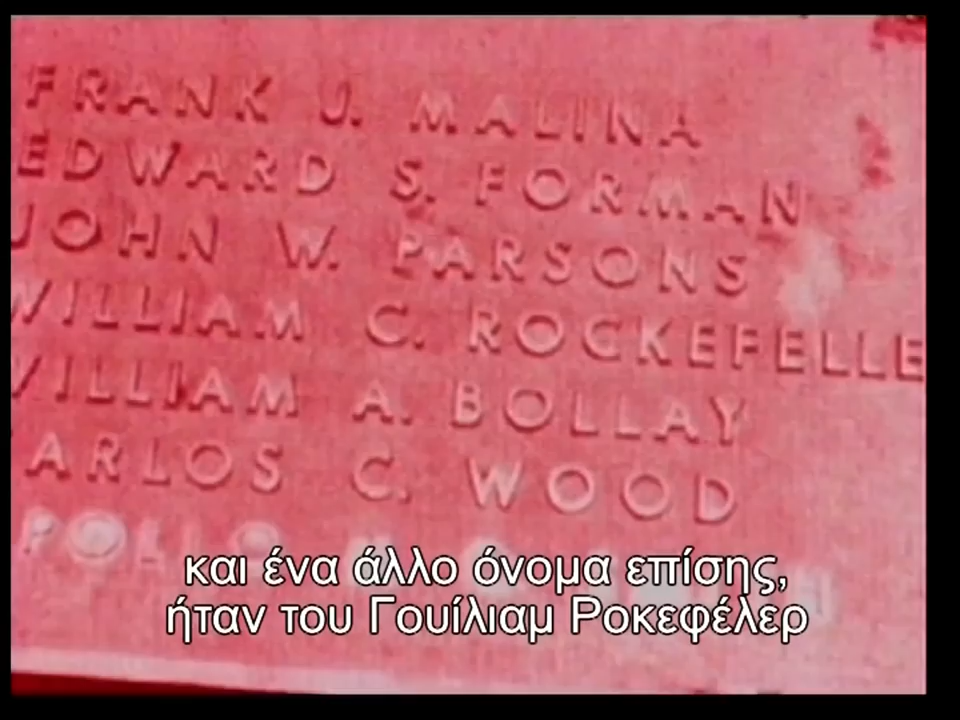 FRANK J. MALINA
EDWARD S. FORMAN
JOHN W. PARSONS
WILLIAM C. ROCKEFELLE
WILLIAM A. BOLLAY
ARLOS C. WOOD
και ένα άλλο όνομα επίσης,
ήταν του Γουίλιαμ Ροκεφέλερ